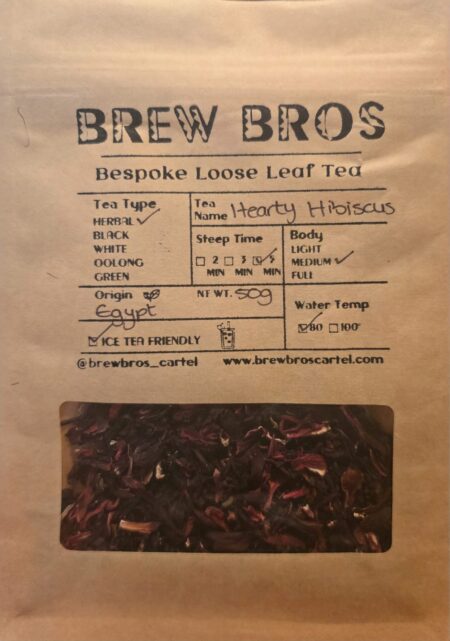 BREW BROS
Bespoke Loose Leaf Tea
Tea Type
HERBAL
BLACK
WHITE
OOLONG
GREEN
Tea Name Hearty Hibiscus
Steep Time
2 MIN 3 MIN 5 MIN
Body
LIGHT
MEDIUM
FULL
Origin
Egypt
NT WT. 50g
Water Temp
80 100°
ICE TEA FRIENDLY
@brewbros_cartel www.brewbroscartel.com